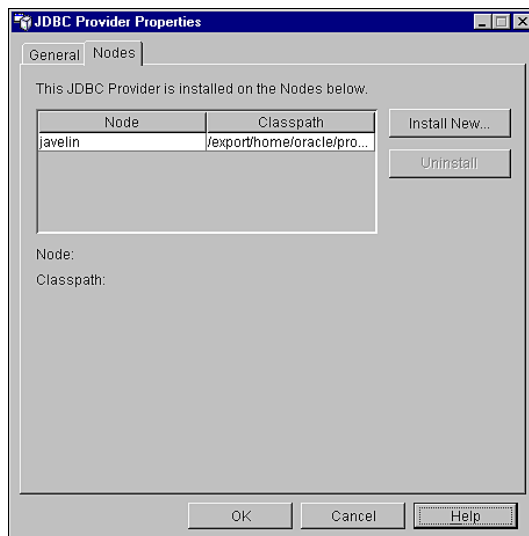 JDBC Provider Properties
General Nodes
This JDBC Provider is installed on the Nodes below.
Node Classpath
javelin /export/home/oracle/pro...
Install New...
Uninstall
Node:
Classpath:
OK Cancel Help